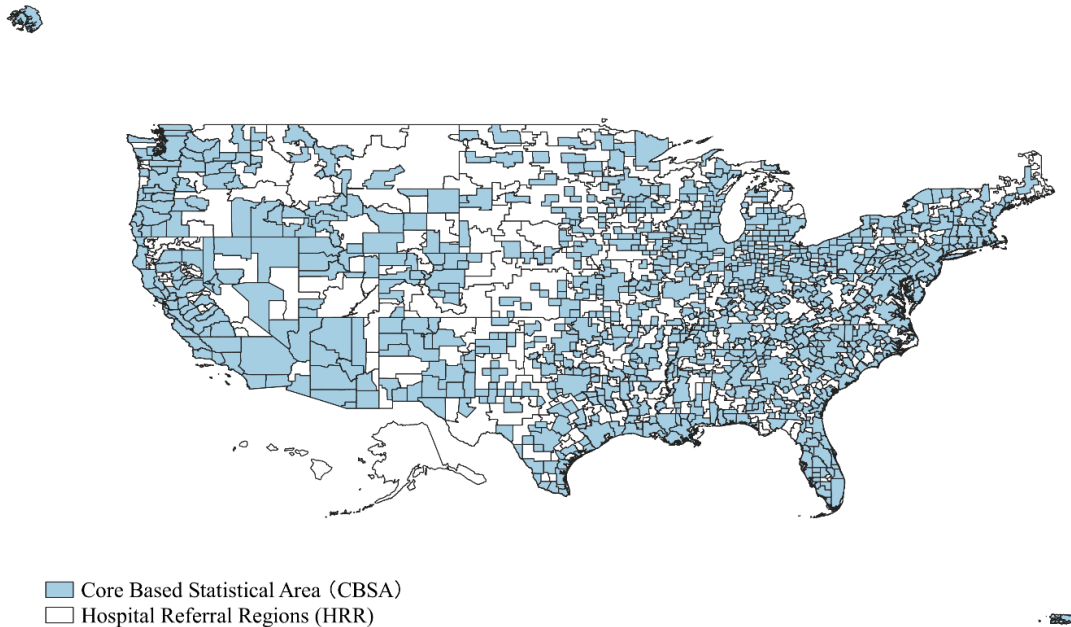 Core Based Statistical Area（CBSA）
Hospital Referral Regions (HRR)